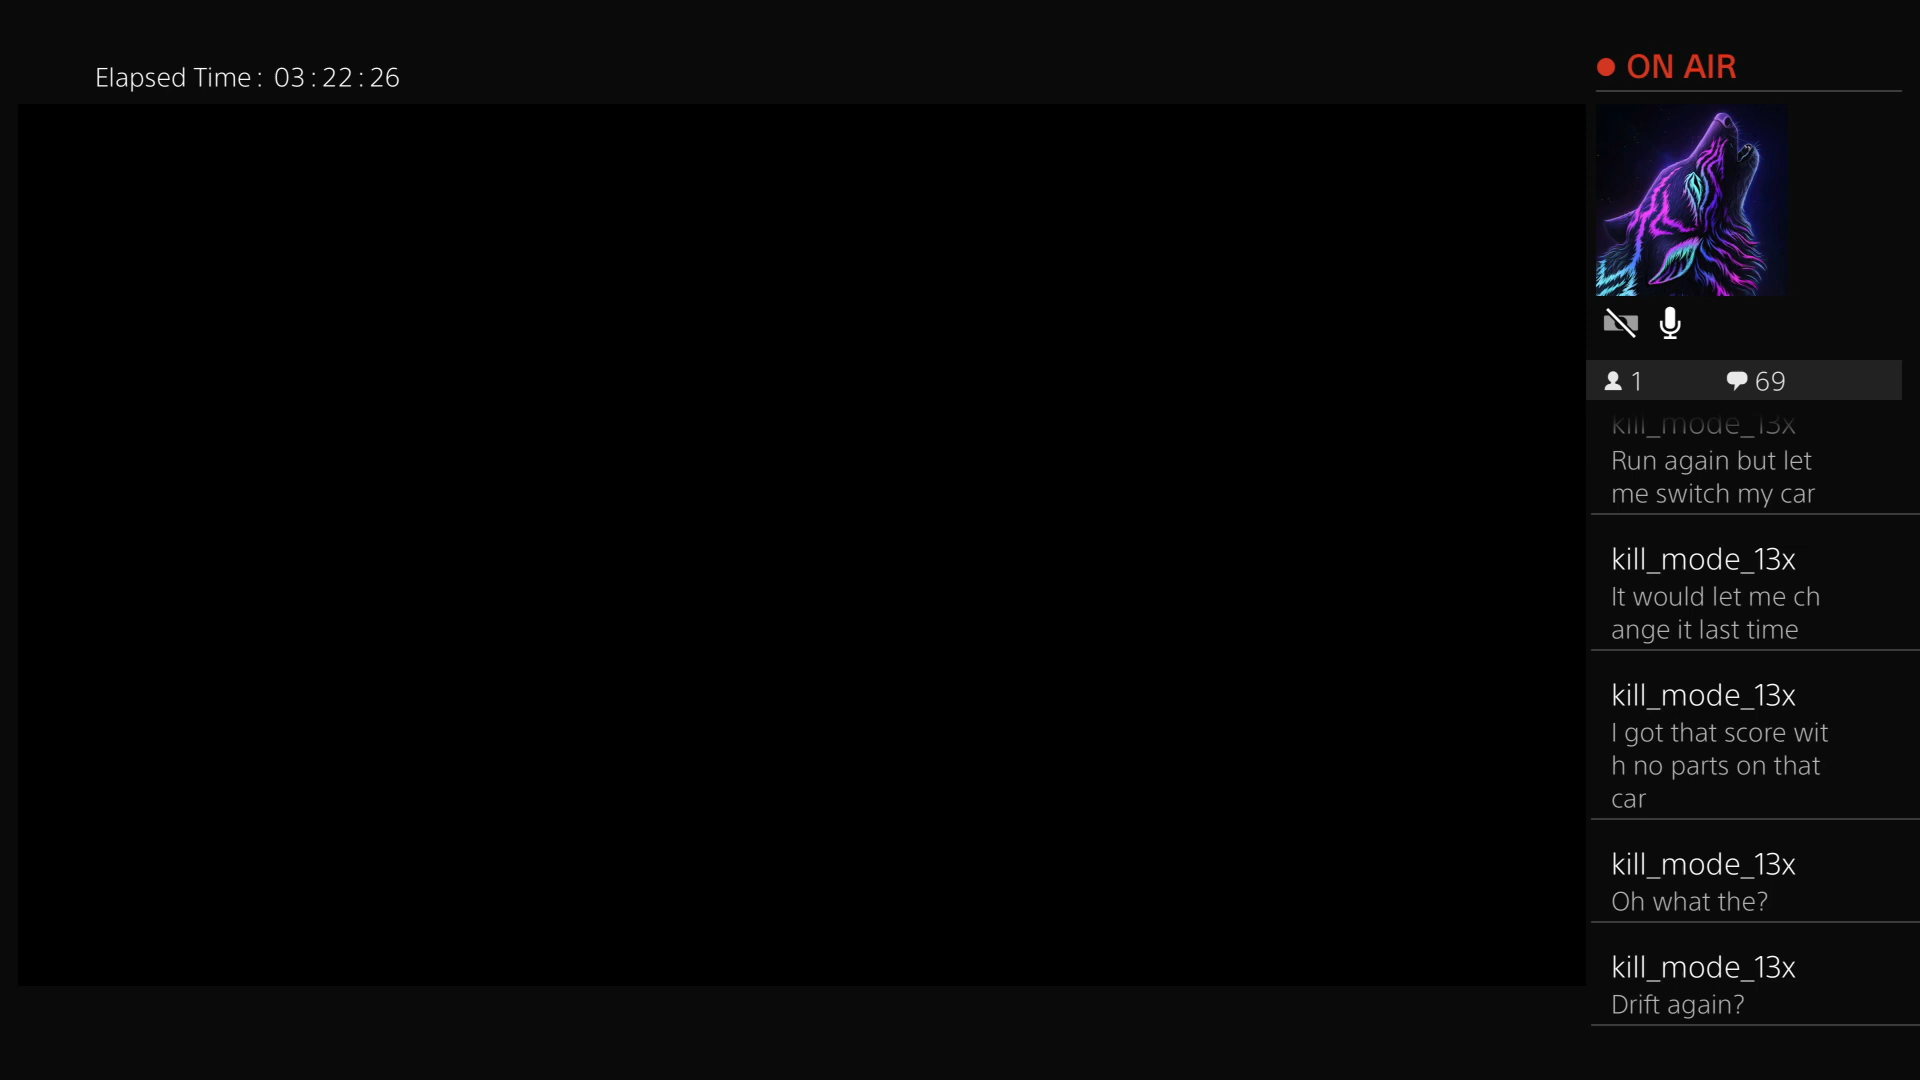 Elapsed Time: 03:22:26
ON AIR
1 69
kill_mode_13x
Run again but let
me switch my car
kill_mode_13x
It would let me ch
ange it last time
kill_mode_13x
I got that score wit
h no parts on that
car
kill_mode_13x
Oh what the?
kill_mode_13x
Drift again?